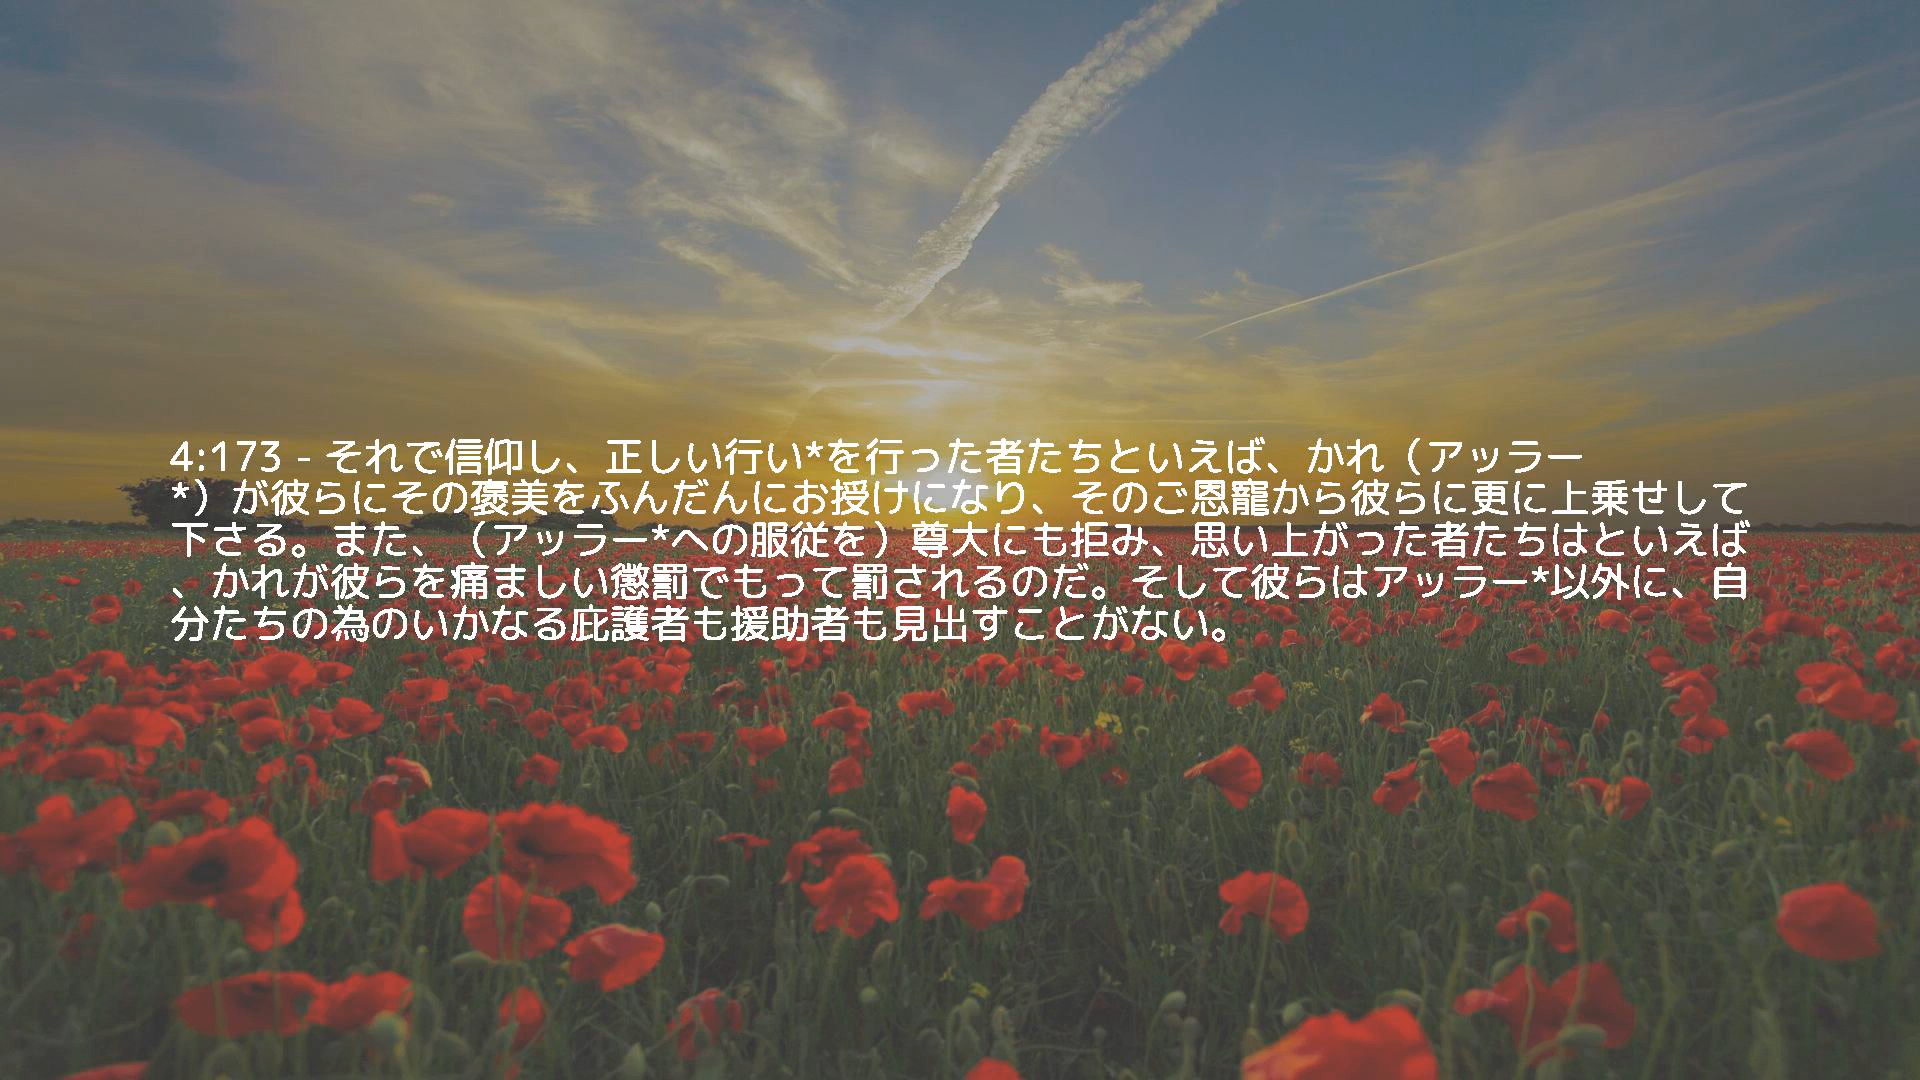 4:173 - それで信仰し、正しい行い*を行った者たちといえば、かれ（アッラー
*）が彼らにその褒美をふんだんにお授けになり、そのご恩寵から彼らに更に上乗せして
下さる。また、（アッラー*への服従を）尊大にも拒み、思い上がった者たちはといえば
、かれが彼らを痛ましい懲罰でもって罰されるのだ。そして彼らはアッラー*以外に、自
分たちの為のいかなる庇護者も援助者も見出すことがない。